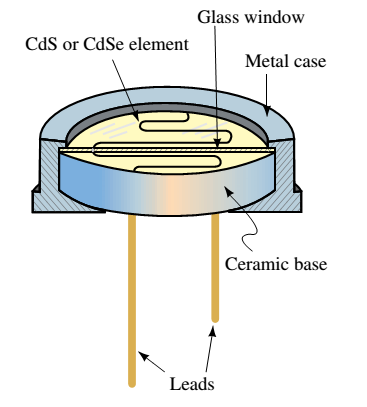 Glass window
CdS or CdSe element
Metal case
Ceramic base
Leads